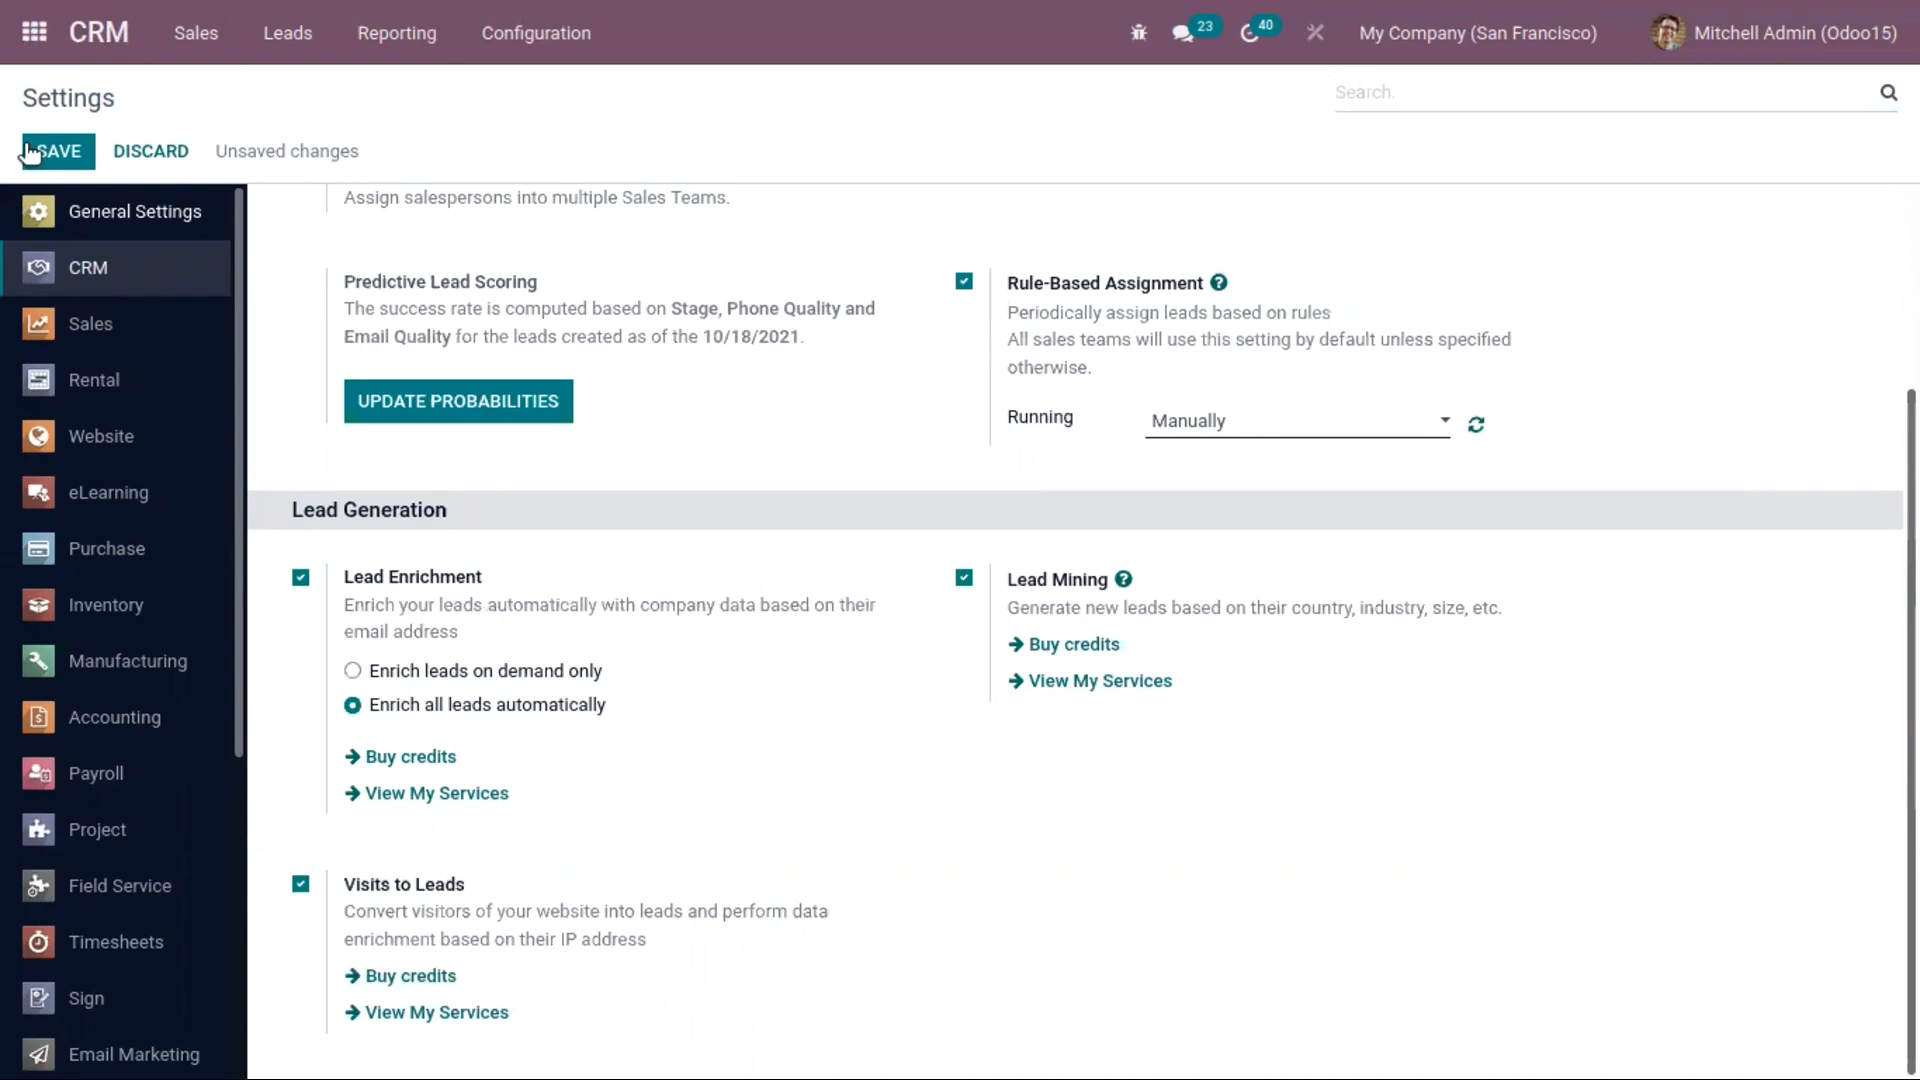 CRM
Sales
Leads
Reporting
Configuration
23
40
My Company (San Francisco)
Mitchell Admin (Odoo15)
Settings
Search.
SAVE
DISCARD
Unsaved changes
General Settings
CRM
Sales
Rental
Website
eLearning
Purchase
Inventory
Manufacturing
Accounting
Payroll
Project
Field Service
Timesheets
Sign
Email Marketing
Assign salespersons into multiple Sales Teams.
Predictive Lead Scoring
The success rate is computed based on Stage, Phone Quality and
Email Quality for the leads created as of the 10/18/2021.
UPDATE PROBABILITIES
Rule-Based Assignment
Periodically assign leads based on rules
All sales teams will use this setting by default unless specified
otherwise.
Running
Manually
Lead Generation
Lead Enrichment
Enrich your leads automatically with company data based on their
email address
Enrich leads on demand only
Enrich all leads automatically
Buy credits
View My Services
Lead Mining
Generate new leads based on their country, industry, size, etc.
Buy credits
View My Services
Visits to Leads
Convert visitors of your website into leads and perform data
enrichment based on their IP address
Buy credits
View My Services